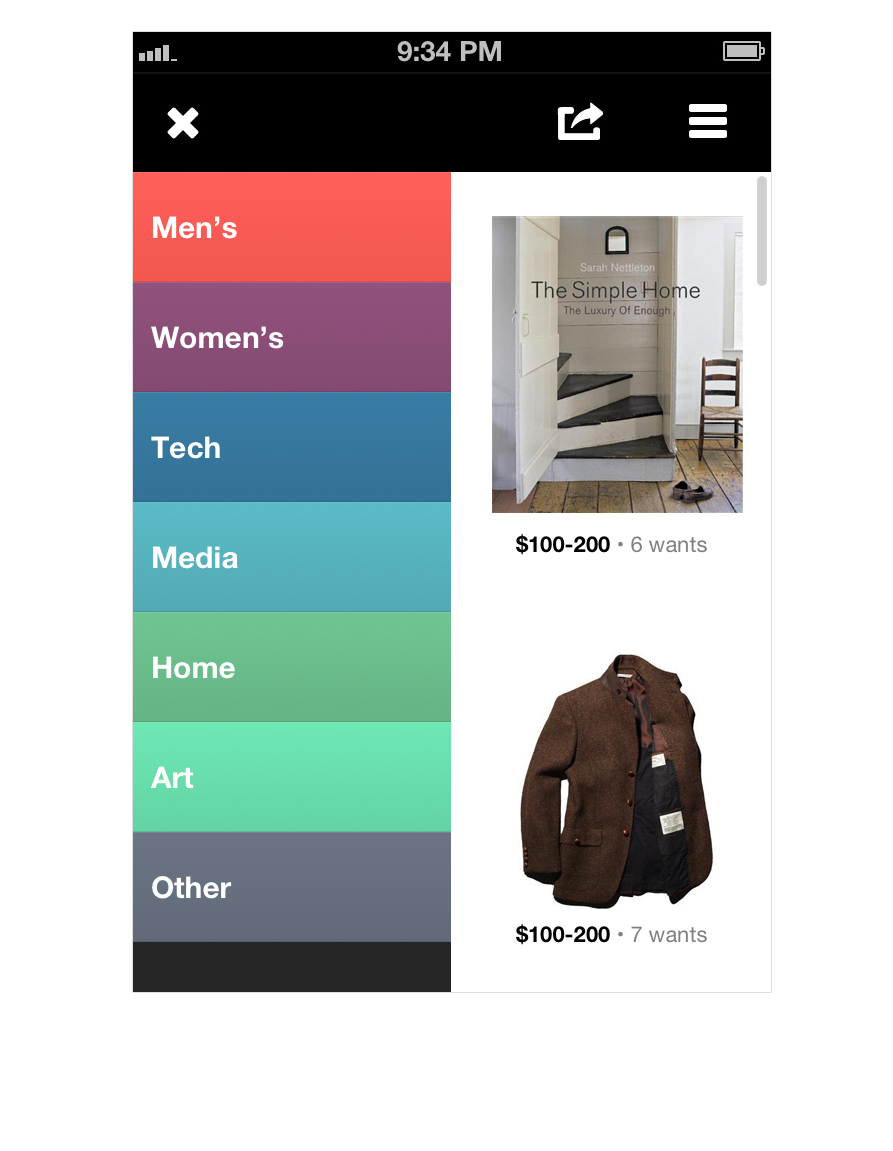 9:34 PM
Men’s
Women’s
Tech
Media
Home
Art
Other
Sarah Nettleton
The Simple Home
The Luxury Of Enough
$100-200 • 6 wants
$100-200 • 7 wants